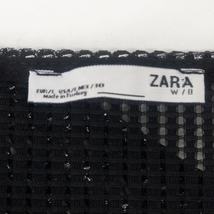 ZARA
W/B
EUR/L USA/L MEX/30
Made in Turkey